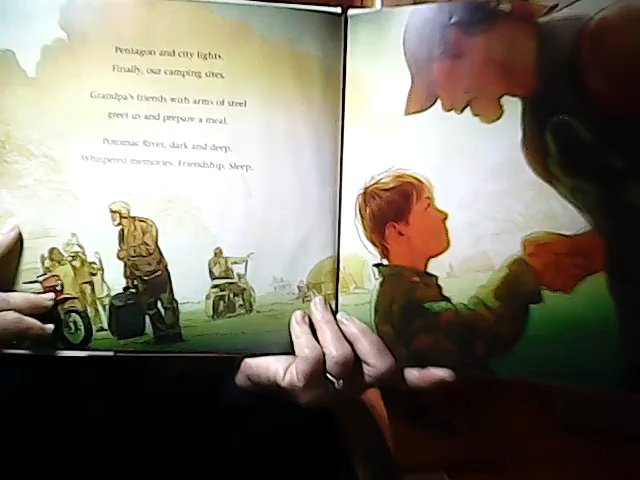 Pentagon and city lights.
Finally, our camping sites.
Grandpa's friends with arms of steel
greet us and prepare a meal.
Potomac River, dark and deep.
Whispered memories. Friendship. Sleep.